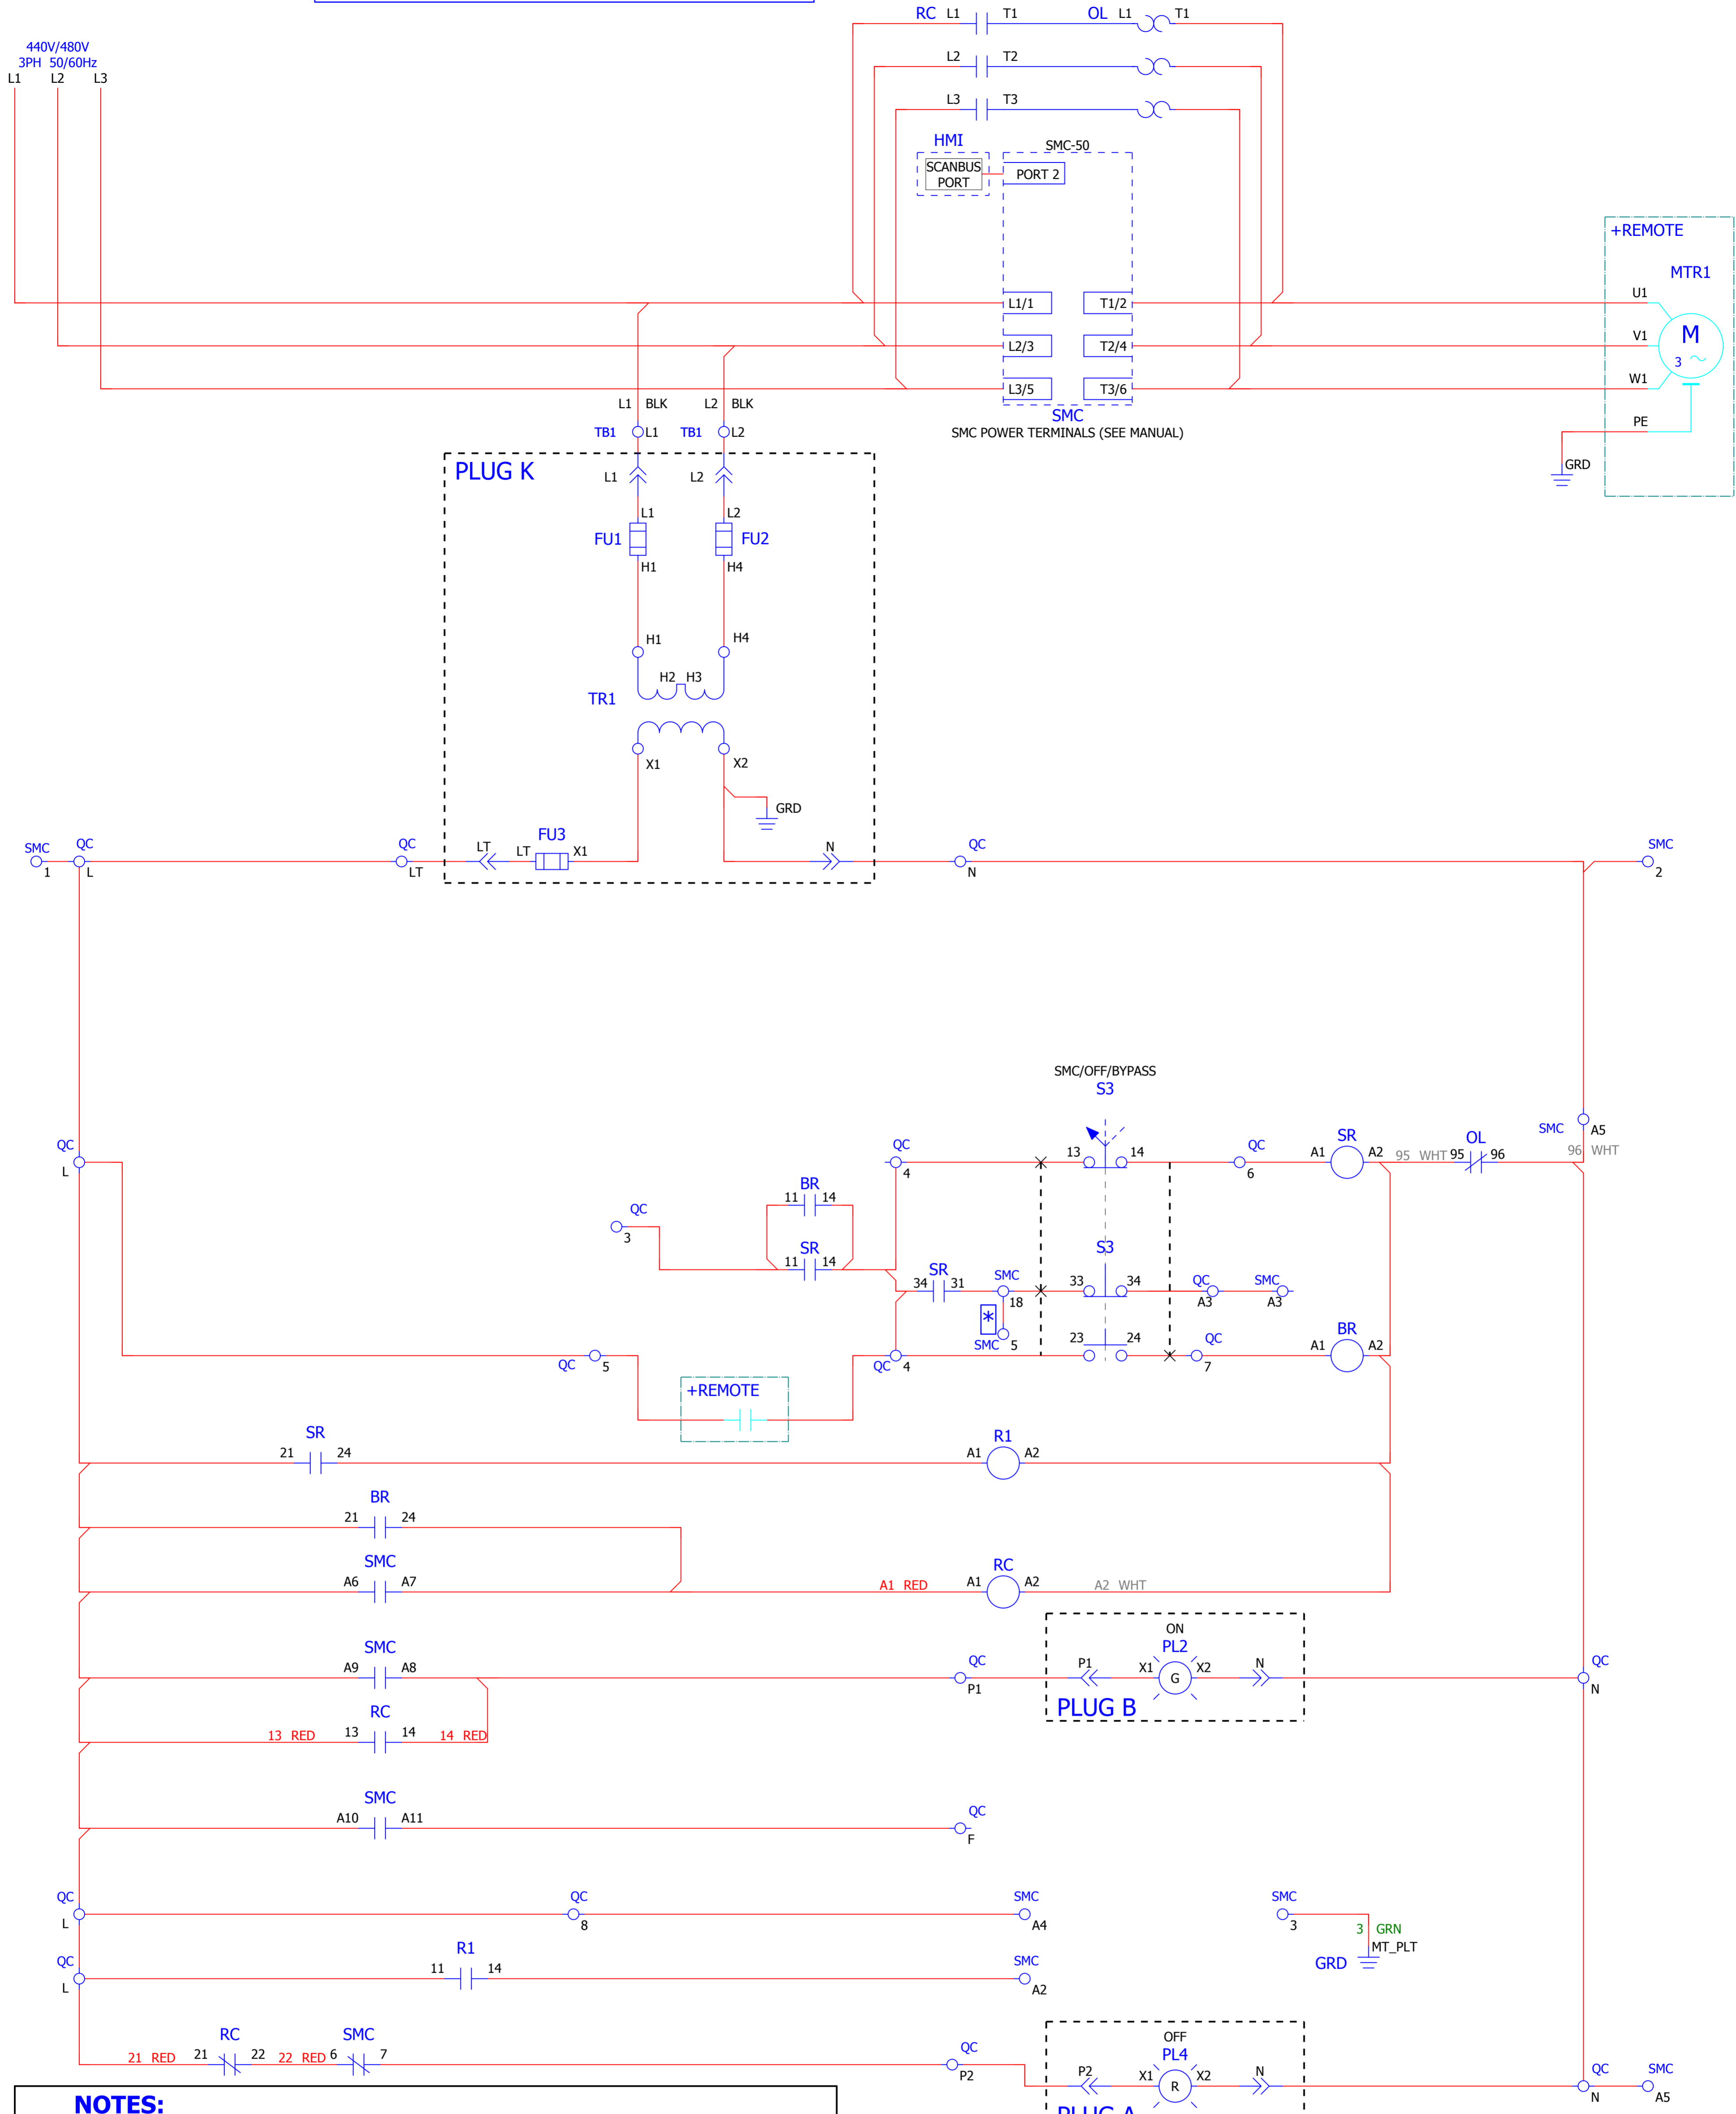 RC L1 T1 OL L1 T1
L2 T2
L3 T3
440V/480V
3PH 50/60Hz
L1 L2 L3
HMI
SCANBUS
PORT
SMC-50
PORT 2
+REMOTE
MTR1
U1
V1
W1
PE
M
3
GRD
L1/1 T1/2
L2/3 T2/4
L3/5 T3/6
SMC
SMC POWER TERMINALS (SEE MANUAL)
L1 BLK L2 BLK
TB1 L1 TB1 L2
PLUG K
L1 L2
L1 L2
FU1 FU2
H1 H4
H1 H4
H2 H3
TR1
X1 X2
GRD
SMC QC QC FU3 QC SMC
LT LT X1 N
1 L LT N 2
SMC/OFF/BYPASS
S3
SMC A5
QC QC 13 14 QC SR OL
A1 A2 95 WHT 95 96 96 WHT
L 4 6
BR
11 14
QC
3
SR
11 14
S3
SR
34 31 SMC 33 34 QC SMC
18 A3 A3
*
SMC 5
23 24 QC BR
A1 A2
QC 5 QC 4 7
+REMOTE
SR R1
21 24 A1 A2
BR
21 24
SMC RC
A6 A7 A1 RED A1 A2 A2 WHT
ON
SMC PL2
A9 A8 QC P1 X1 G X2 N QC
P1 N
PLUG B
RC
13 RED 13 14 14 RED
SMC
A10 A11 QC
F
QC QC SMC SMC
L 8 A4 3
3 GRN
MT_PLT
GRD
QC R1 SMC
11 14
L A2
OFF
RC SMC PL4
21 RED 21 22 22 RED 6 7 QC P2 X1 R X2 N QC SMC
P2 N A5
PLUG A
NOTES: